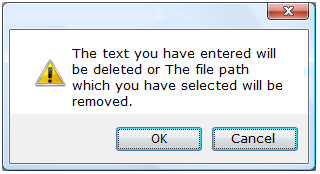 The text you have entered will
be deleted or The file path
which you have selected will be
removed.
OK
Cancel